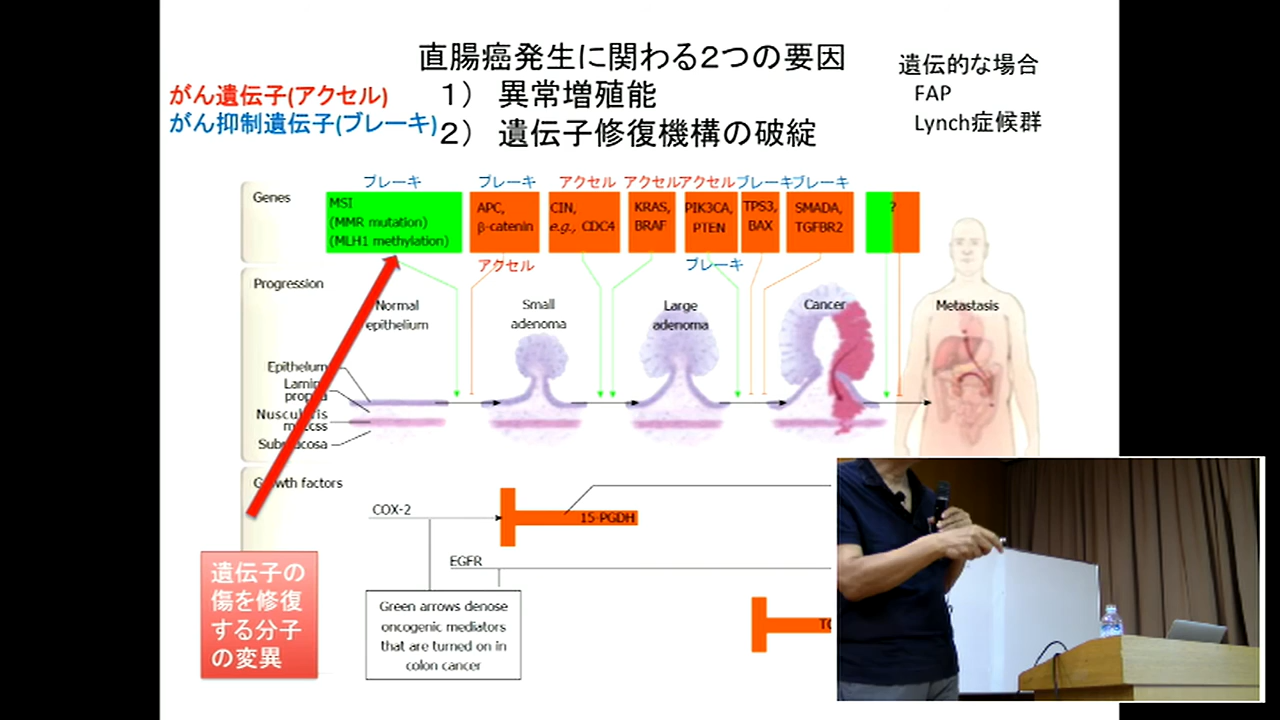 直腸癌発生に関わる2つの要因
1） 異常増殖能
2） 遺伝子修復機構の破綻
がん遺伝子(アクセル)
がん抑制遺伝子(ブレーキ)
遺伝的な場合
FAP
Lynch症候群
ブレーキ ブレーキ アクセル アクセル アクセル ブレーキ ブレーキ
Genes
MSI
(MMR mutation)
(MLH1 methylation)
APC,
β-catenin
CIN,
e.g., CDC4
KRAS,
BRAF
PIK3CA,
PTEN
TPS3,
BAX
SMADA,
TGFBR2
?
アクセル
ブレーキ
Progression
Normal
epithelium
Small
adenoma
Large
adenoma
Cancer
Metastasis
Epithelum
Lamin
propria
Submucosa
Growth factors
COX-2
15-PGDH
EGFR
Green arrows denose
oncogenic mediators
that are turned on in
colon cancer
遺伝子の
傷を修復
する分子
の変異